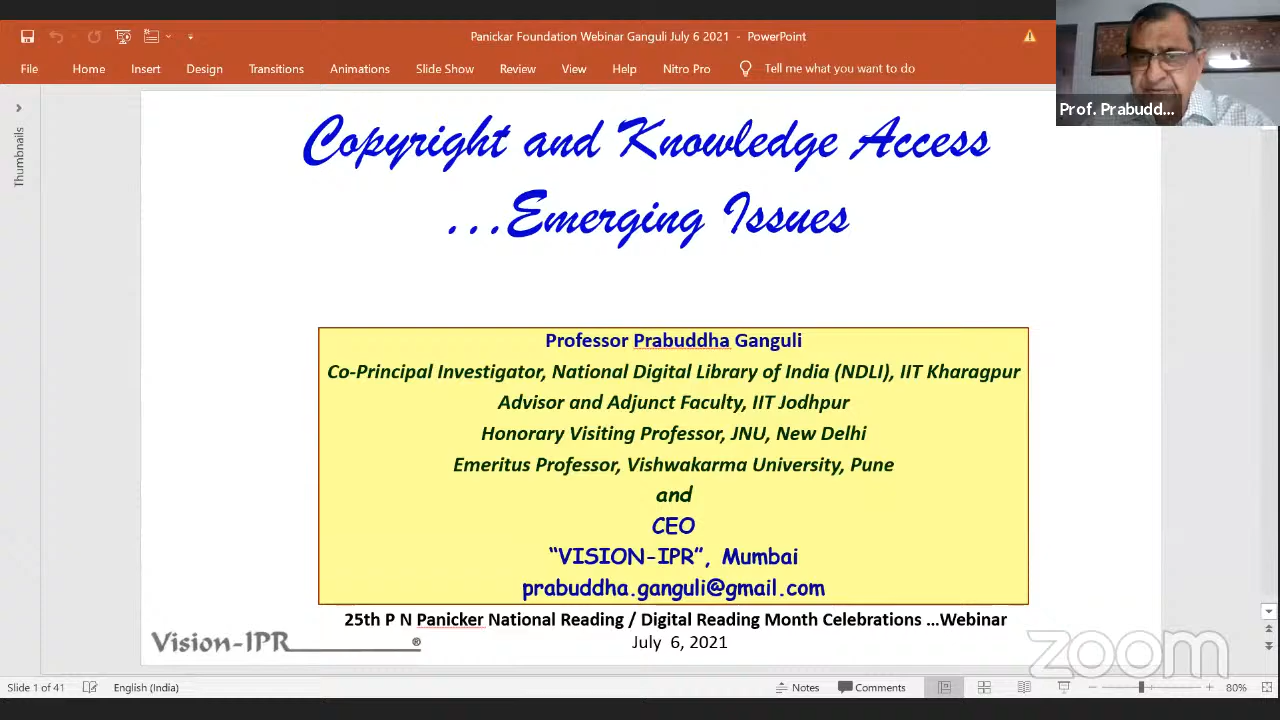 Panickar Foundation Webinar Ganguli July 6 2021 - PowerPoint
File Home Insert Design Transitions Animations Slide Show Review View Help Nitro Pro Tell me what you want to do
Prof. Prabudd...
Thumbnails
Copyright and Knowledge Access
...Emerging Issues
Professor Prabuddha Ganguli
Co-Principal Investigator, National Digital Library of India (NDLI), IIT Kharagpur
Advisor and Adjunct Faculty, IIT Jodhpur
Honorary Visiting Professor, JNU, New Delhi
Emeritus Professor, Vishwakarma University, Pune
and
CEO
“VISION-IPR”, Mumbai
prabuddha.ganguli@gmail.com
25th P N Panicker National Reading / Digital Reading Month Celebrations ...Webinar
Vision-IPR ®
July 6, 2021
zoom
Slide 1 of 41 English (India) Notes Comments 80%